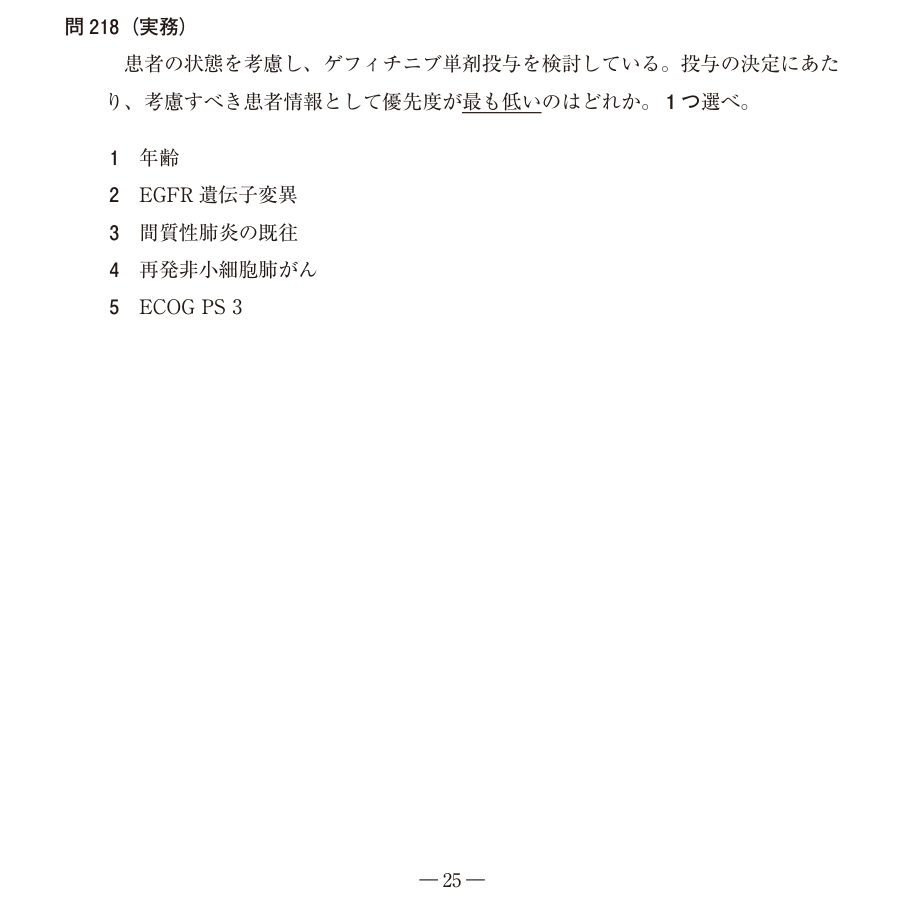 問 218(実務)
患者の状態を考慮し、ゲフィチニブ単剤投与を検討している。投与の決定にあた
り、考慮すべき患者情報として優先度が最も低いのはどれか。1つ選べ。
1 年齢
2 EGFR 遺伝子変異
3 間質性肺炎の既往
4 再発非小細胞肺がん
5 ECOG PS 3
— 25 —